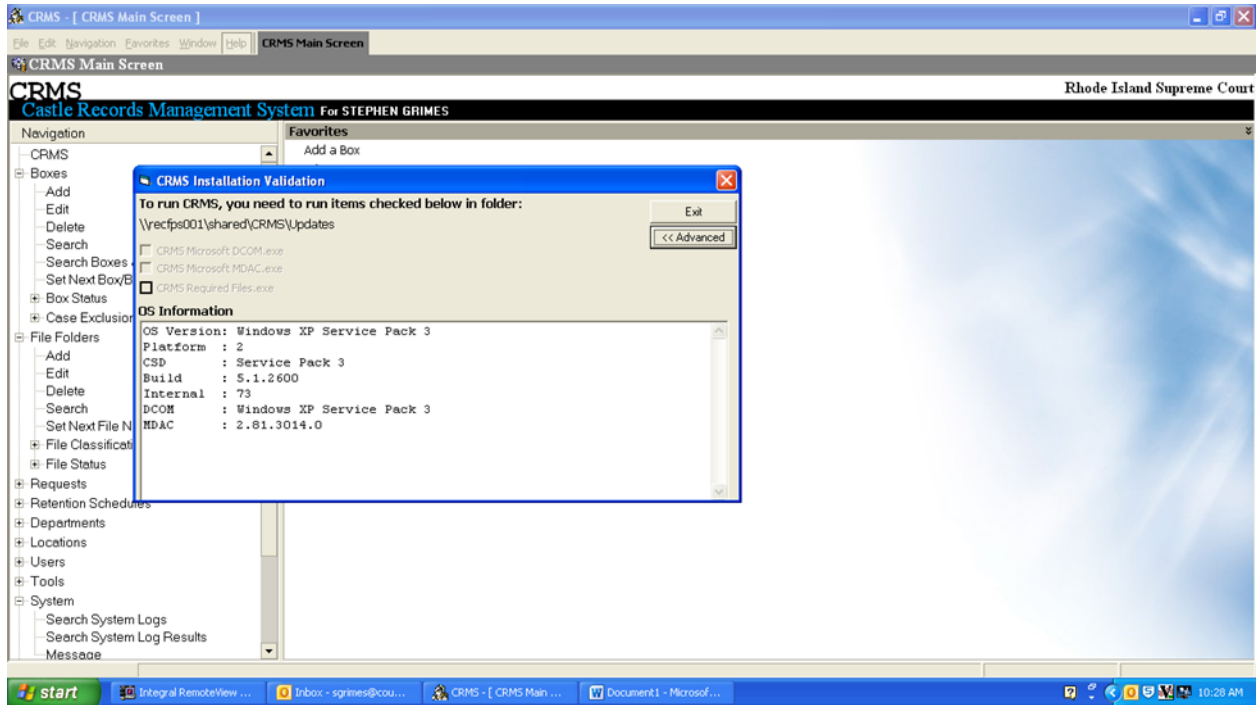 CRMS - [ CRMS Main Screen ]
File Edit Navigation Favorites Window Help CRMS Main Screen
CRMS Main Screen
CRMS
Rhode Island Supreme Court
Castle Records Management System For STEPHEN GRIMES
Navigation
Favorites
CRMS
Add a Box
Boxes
Add
Edit
Delete
Search
Search Boxes
Set Next Box/B
Box Status
Case Exclusion
File Folders
Add
Edit
Delete
Search
Set Next File N
File Classificati
File Status
Requests
Retention Schedules
Departments
Locations
Users
Tools
System
Search System Logs
Search System Log Results
Message
CRMS Installation Validation
To run CRMS, you need to run items checked below in folder:
\\recfps001\shared\CRMS\Updates
Exit
<< Advanced
CRMS Microsoft DCOM.exe
CRMS Microsoft MDAC.exe
CRMS Required Files.exe
OS Information
OS Version: Windows XP Service Pack 3
Platform : 2
CSD : Service Pack 3
Build : 5.1.2600
Internal : 73
DCOM : Windows XP Service Pack 3
MDAC : 2.81.3014.0
start
Integral RemoteView ...
Inbox - sgrimes@cou...
CRMS - [ CRMS Main ...
Document1 - Microsof...
10:28 AM